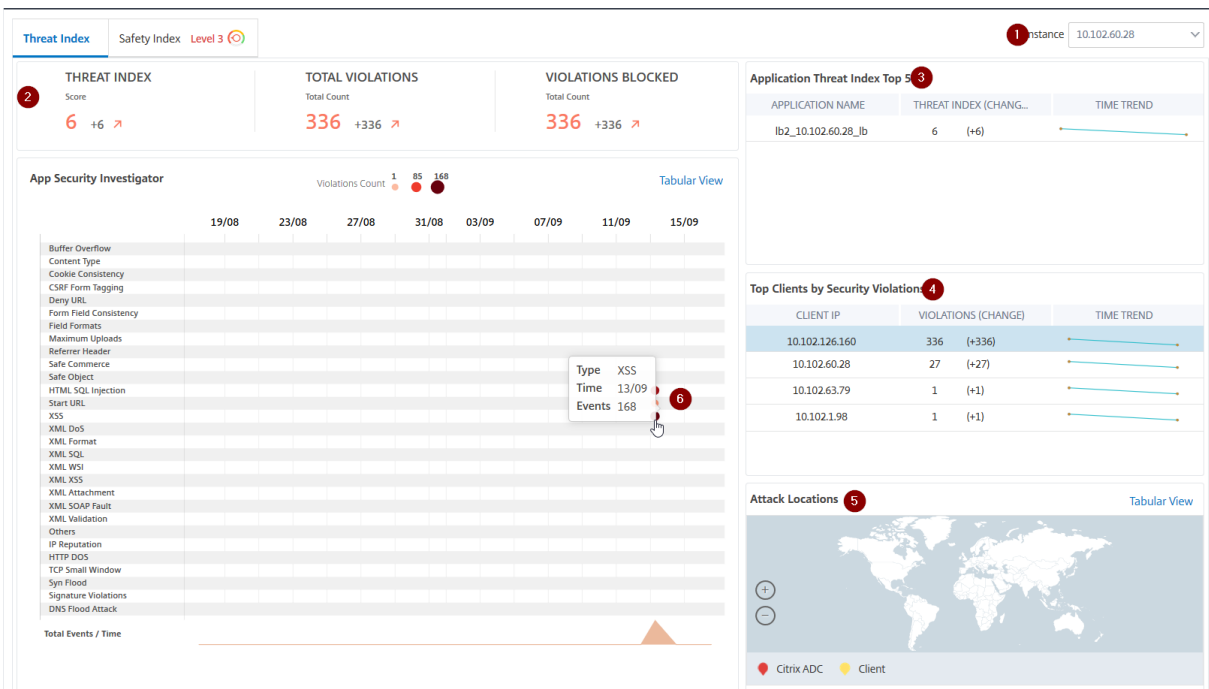 Threat Index
Safety Index Level 3
1 nstance 10.102.60.28
2
THREAT INDEX
Score
6 +6
TOTAL VIOLATIONS
Total Count
336 +336
VIOLATIONS BLOCKED
Total Count
336 +336
App Security Investigator
Violations Count 1 85 168
Tabular View
19/08 23/08 27/08 31/08 03/09 07/09 11/09 15/09
Buffer Overflow
Content Type
Cookie Consistency
CSRF Form Tagging
Deny URL
Form Field Consistency
Field Formats
Maximum Uploads
Referrer Header
Safe Commerce
Safe Object
HTML SQL Injection
Start URL
XSS
XML DoS
XML Format
XML SQL
XML WSI
XML XSS
XML Attachment
XML SOAP Fault
XML Validation
Others
IP Reputation
HTTP DOS
TCP Small Window
Syn Flood
Signature Violations
DNS Flood Attack
Total Events / Time
Type XSS
Time 13/09
Events 168
6
Application Threat Index Top 5 3
APPLICATION NAME THREAT INDEX (CHANG... TIME TREND
lb2_10.102.60.28_lb 6 (+6)
Top Clients by Security Violations 4
CLIENT IP VIOLATIONS (CHANGE) TIME TREND
10.102.126.160 336 (+336)
10.102.60.28 27 (+27)
10.102.63.79 1 (+1)
10.102.1.98 1 (+1)
Attack Locations 5
Tabular View
+
−
Citrix ADC Client